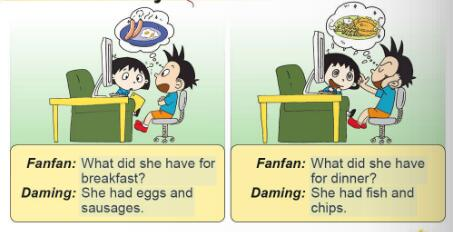 Fanfan: What did she have for
breakfast?
Daming: She had eggs and
sausages.
Fanfan: What did she have
for dinner?
Daming: She had fish and
chips.